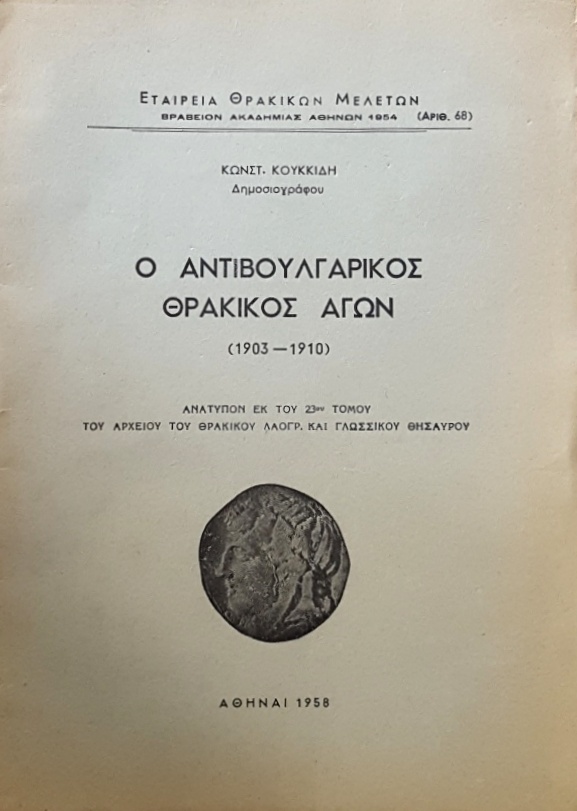 ΕΤΑΙΡΕΙΑ ΘΡΑΚΙΚΩΝ ΜΕΛΕΤΩΝ
ΒΡΑΒΕΙΟΝ ΑΚΑΔΗΜΙΑΣ ΑΘΗΝΩΝ 1954 (ΑΡΙΘ. 68)
ΚΩΝΣΤ. ΚΟΥΚΚΙΔΗ
Δημοσιογράφου
Ο ΑΝΤΙΒΟΥΛΓΑΡΙΚΟΣ
ΘΡΑΚΙΚΟΣ ΑΓΩΝ
(1903 — 1910)
ΑΝΑΤΥΠΟΝ ΕΚ ΤΟΥ 23ου ΤΟΜΟΥ
ΤΟΥ ΑΡΧΕΙΟΥ ΤΟΥ ΘΡΑΚΙΚΟΥ ΛΑΟΓΡ. ΚΑΙ ΓΛΩΣΣΙΚΟΥ ΘΗΣΑΥΡΟΥ
ΑΘΗΝΑΙ 1958